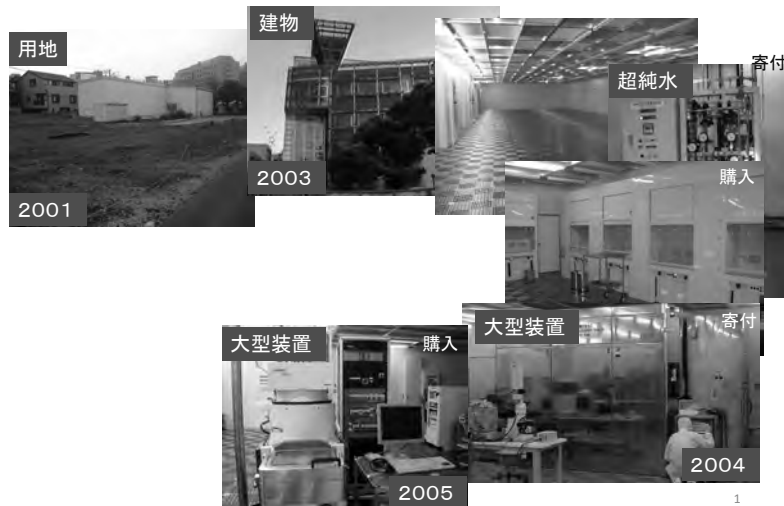 用地
2001
建物
2003
超純水
寄付
購入
大型装置
寄付
2004
大型装置
購入
2005
1